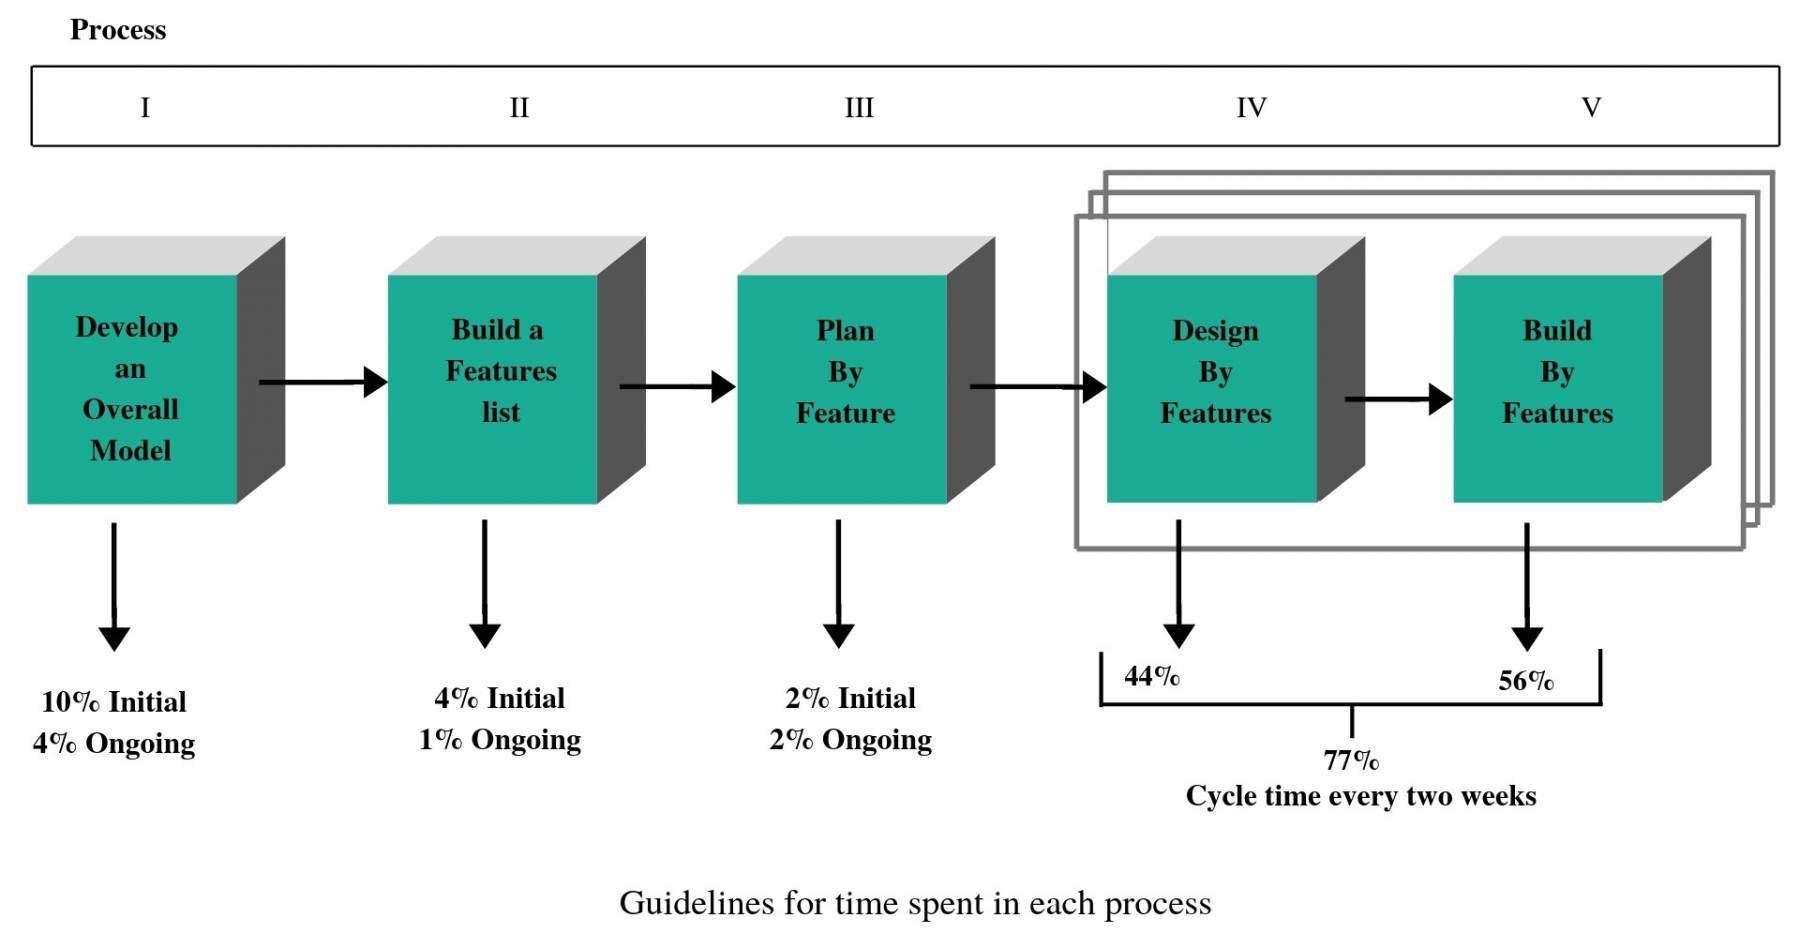 Process
I II III IV V
Develop
an
Overall
Model
Build a
Features
list
Plan
By
Feature
Design
By
Features
Build
By
Features
10% Initial
4% Ongoing
4% Initial
1% Ongoing
2% Initial
2% Ongoing
44%
56%
77%
Cycle time every two weeks
Guidelines for time spent in each process